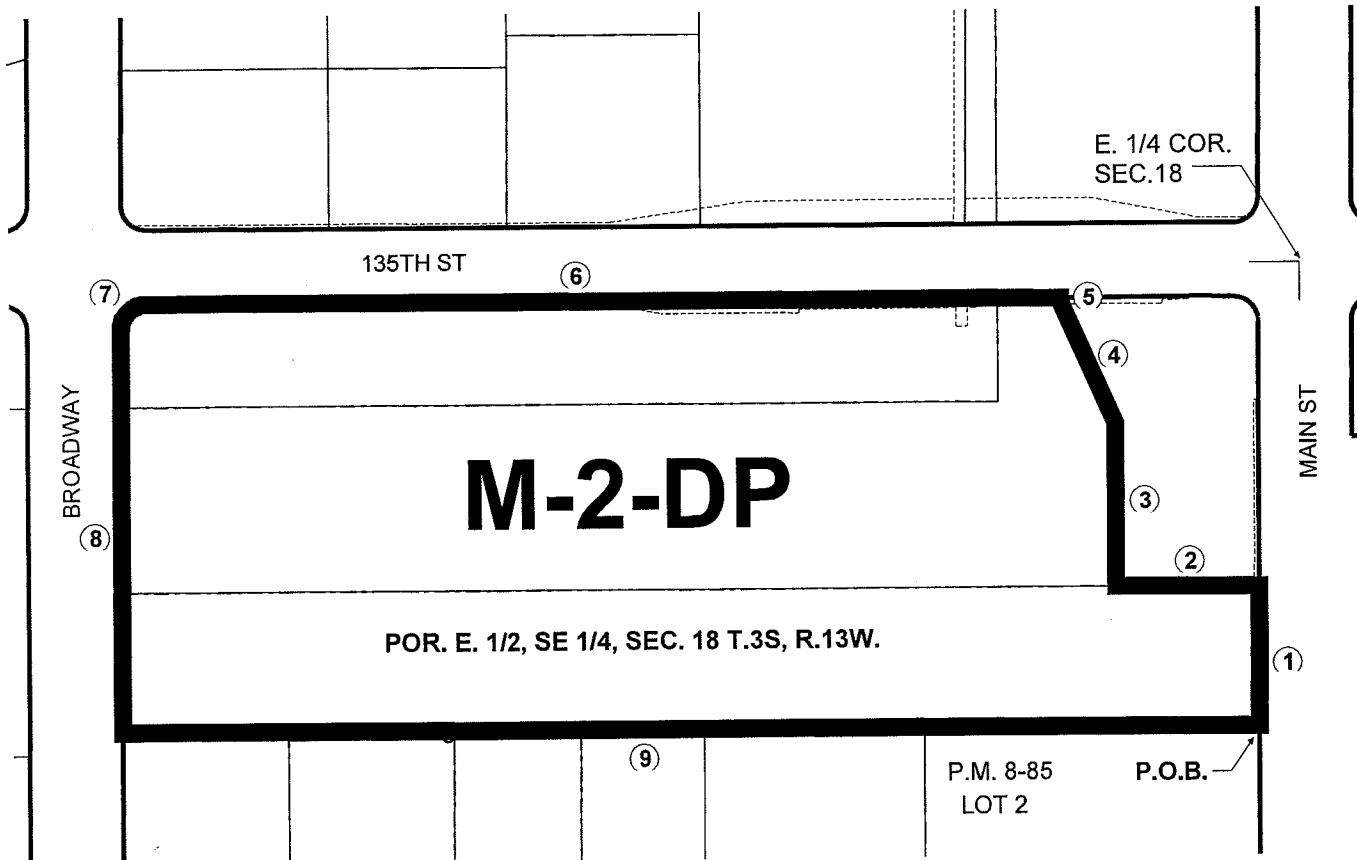 E. 1/4 COR.
SEC.18
135TH ST
6
7
5
4
BROADWAY
MAIN ST
M-2-DP
3
8
2
POR. E. 1/2, SE 1/4, SEC. 18 T.3S, R.13W.
1
9
P.M. 8-85
LOT 2
P.O.B.